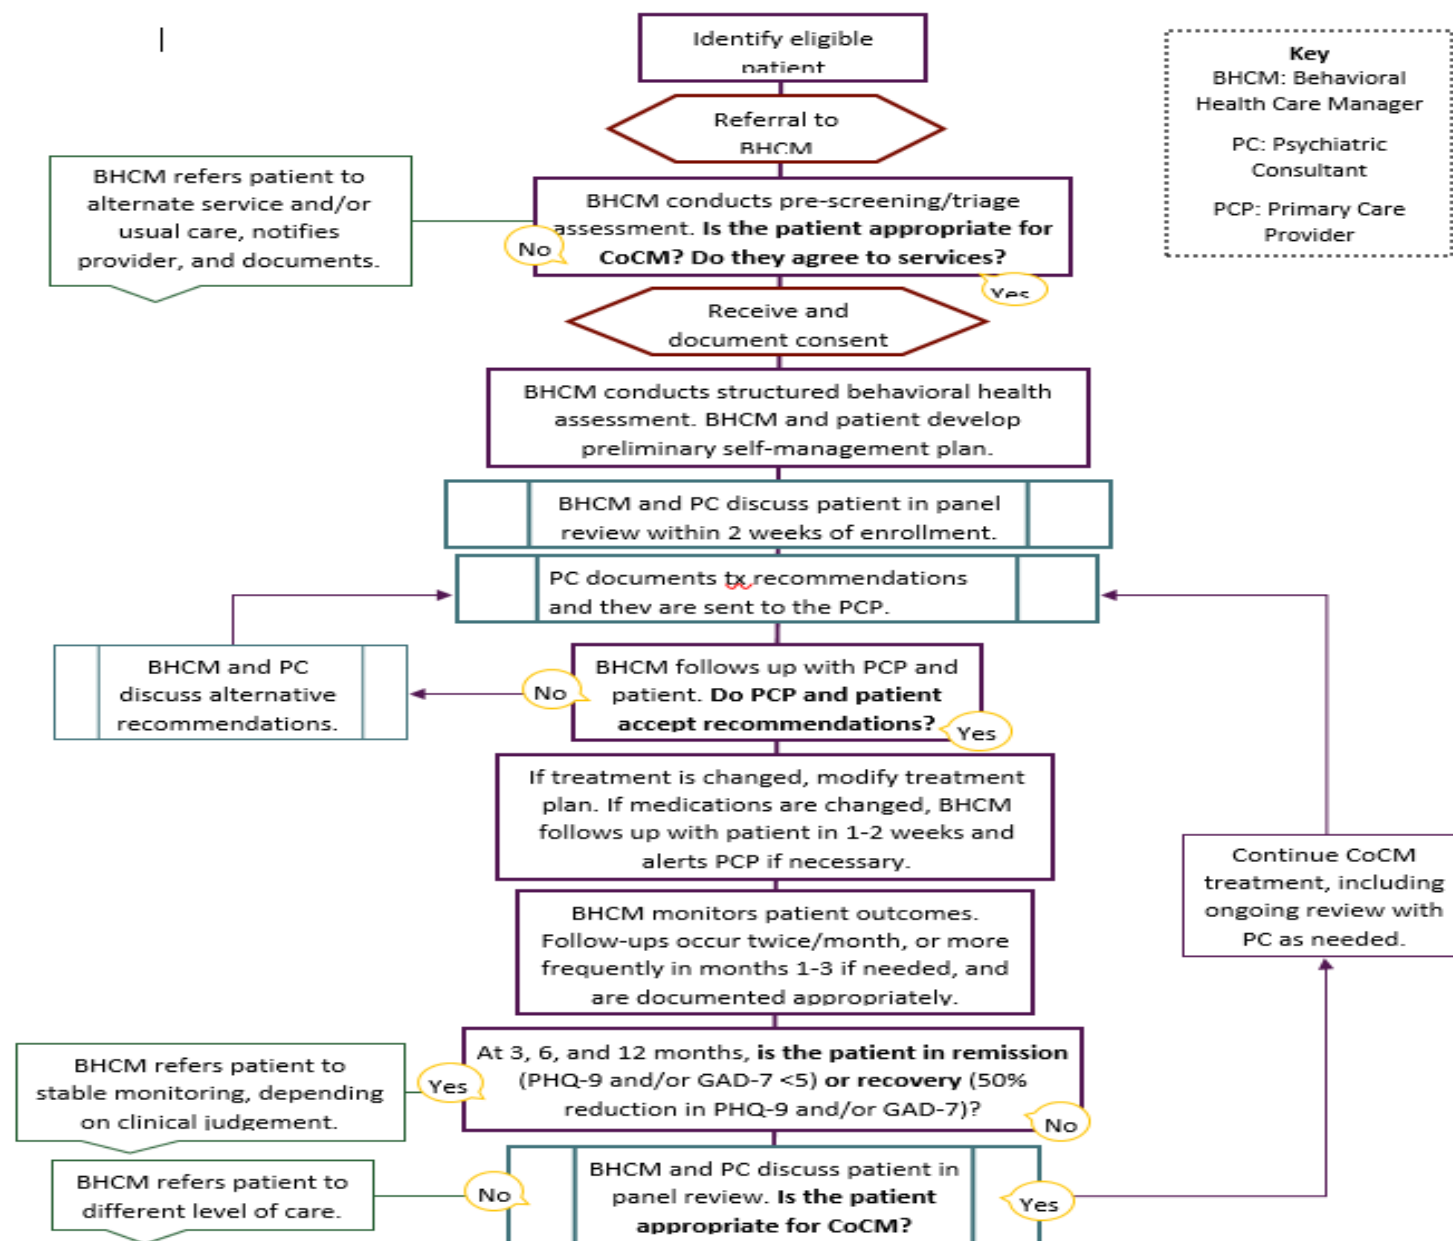 Identify eligible
patient
Key
BHCM: Behavioral
Health Care Manager
PC: Psychiatric
Consultant
PCP: Primary Care
Provider
Referral to
BHCM
BHCM refers patient to
alternate service and/or
usual care, notifies
provider, and documents.
BHCM conducts pre-screening/triage
assessment. Is the patient appropriate for
CoCM? Do they agree to services?
No
Yes
Receive and
document consent
BHCM conducts structured behavioral health
assessment. BHCM and patient develop
preliminary self-management plan.
BHCM and PC discuss patient in panel
review within 2 weeks of enrollment.
PC documents tx recommendations
and they are sent to the PCP.
BHCM and PC
discuss alternative
recommendations.
No
BHCM follows up with PCP and
patient. Do PCP and patient
accept recommendations?
Yes
If treatment is changed, modify treatment
plan. If medications are changed, BHCM
follows up with patient in 1-2 weeks and
alerts PCP if necessary.
Continue CoCM
treatment, including
ongoing review with
PC as needed.
BHCM monitors patient outcomes.
Follow-ups occur twice/month, or more
frequently in months 1-3 if needed, and
are documented appropriately.
BHCM refers patient to
stable monitoring, depending
on clinical judgement.
Yes
At 3, 6, and 12 months, is the patient in remission
(PHQ-9 and/or GAD-7 <5) or recovery (50%
reduction in PHQ-9 and/or GAD-7)?
No
BHCM refers patient to
different level of care.
No
BHCM and PC discuss patient in
panel review. Is the patient
appropriate for CoCM?
Yes